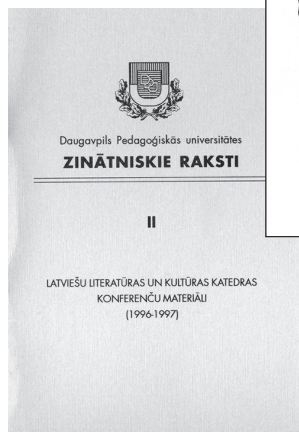 Daugavpils Pedagoģiskās universitātes
ZINĀTNISKIE RAKSTI
II
LATVIEŠU LITERATŪRAS UN KULTŪRAS KATEDRAS
KONFERENČU MATERIĀLI
(1996-1997)